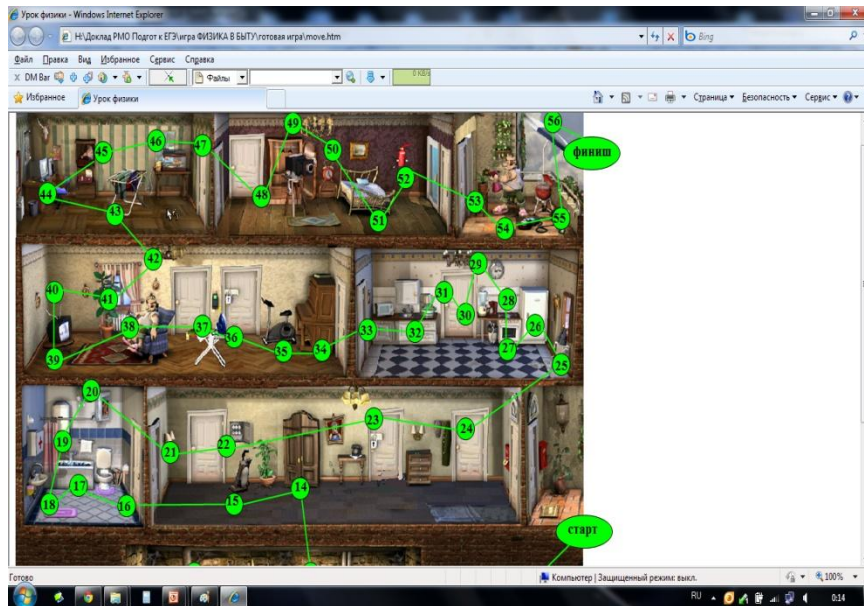 Урок физики - Windows Internet Explorer
H:\Доклад РМО Подгот к ЕГЭ\игра ФИЗИКА В БЫТУ\готовая игра\move.htm
Bing
Файл Правка Вид Избранное Сервис Справка
x DM Bar Файлы 0 KB/s
Избранное Урок физики Страница Безопасность Сервис
49 56
46 47 50 финиш
45
52
44 48 53
43 51 54 55
42 29
40 41 31 28
30
38 37 33 32 26
36
39 35 34 27 25
20
23 24
19 21 22
17 14
18 16 15
старт
Готово Компьютер | Защищенный режим: выкл. 100%
RU 0:14